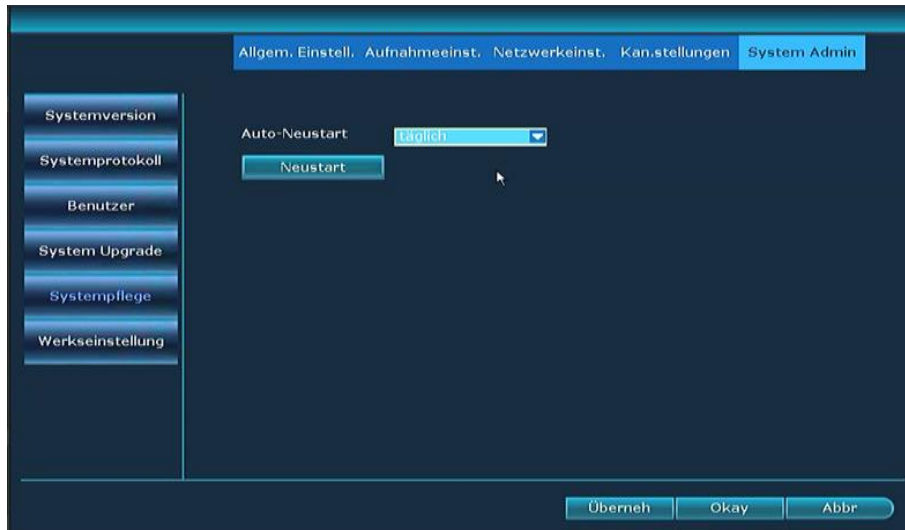 Allgem. Einstell. Aufnahmeeinst. Netzwerkeinst. Kan.stellungen System Admin
Systemversion
Systemprotokoll
Benutzer
System Upgrade
Systempflege
Werkseinstellung
Auto-Neustart täglich
Neustart
Überneh Okay Abbr